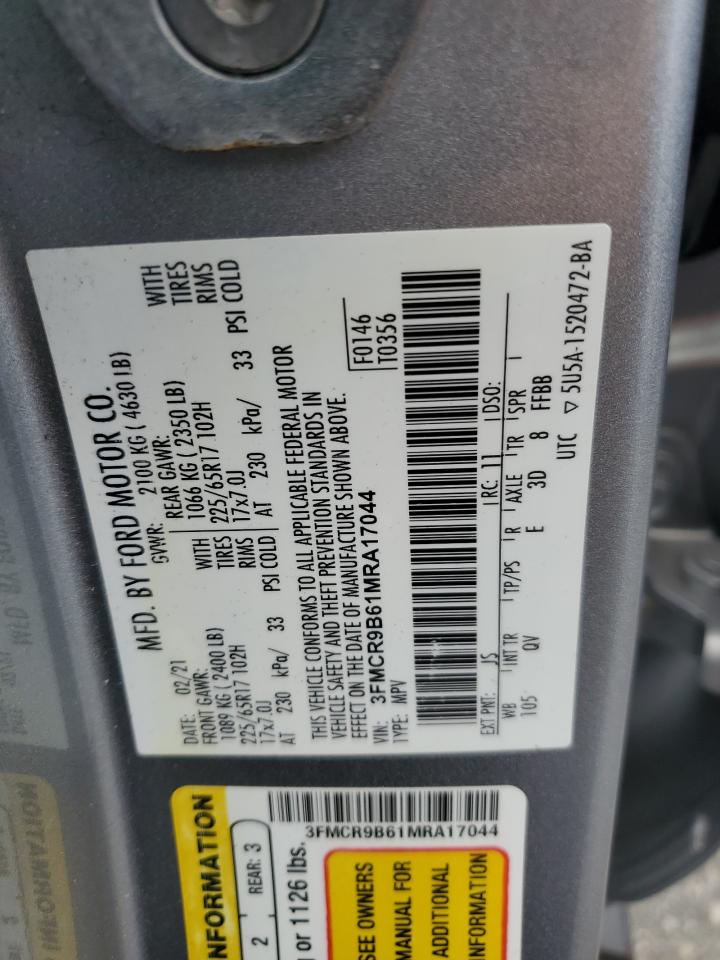 MFD. BY FORD MOTOR CO.
DATE: 02/21 GVWR: 2100 KG ( 4630 LB)
FRONT GAWR: REAR GAWR:
1089 KG ( 2400 LB) WITH 1066 KG ( 2350 LB) WITH
225/65R17 102H TIRES 225/65R17 102H TIRES
17x7.0J RIMS 17x7.0J RIMS
AT 230 kPa/ 33 PSI COLD AT 230 kPa/ 33 PSI COLD
THIS VEHICLE CONFORMS TO ALL APPLICABLE FEDERAL MOTOR
VEHICLE SAFETY AND THEFT PREVENTION STANDARDS IN
EFFECT ON THE DATE OF MANUFACTURE SHOWN ABOVE.
VIN: 3FMCR9B61MRA17044
TYPE: MPV
F0146
T0356
EXT PNT: JS RC: 11 DSO:
WB INT TR TP/PS R AXLE TR SPR
105 QV E 3D 8 FFBB
UTC ▽ 5U5A-1520472-BA
3FMCR9B61MRA17044
2 REAR: 3
or 1126 lbs.
SEE OWNERS
MANUAL FOR
ADDITIONAL
INFORMATION